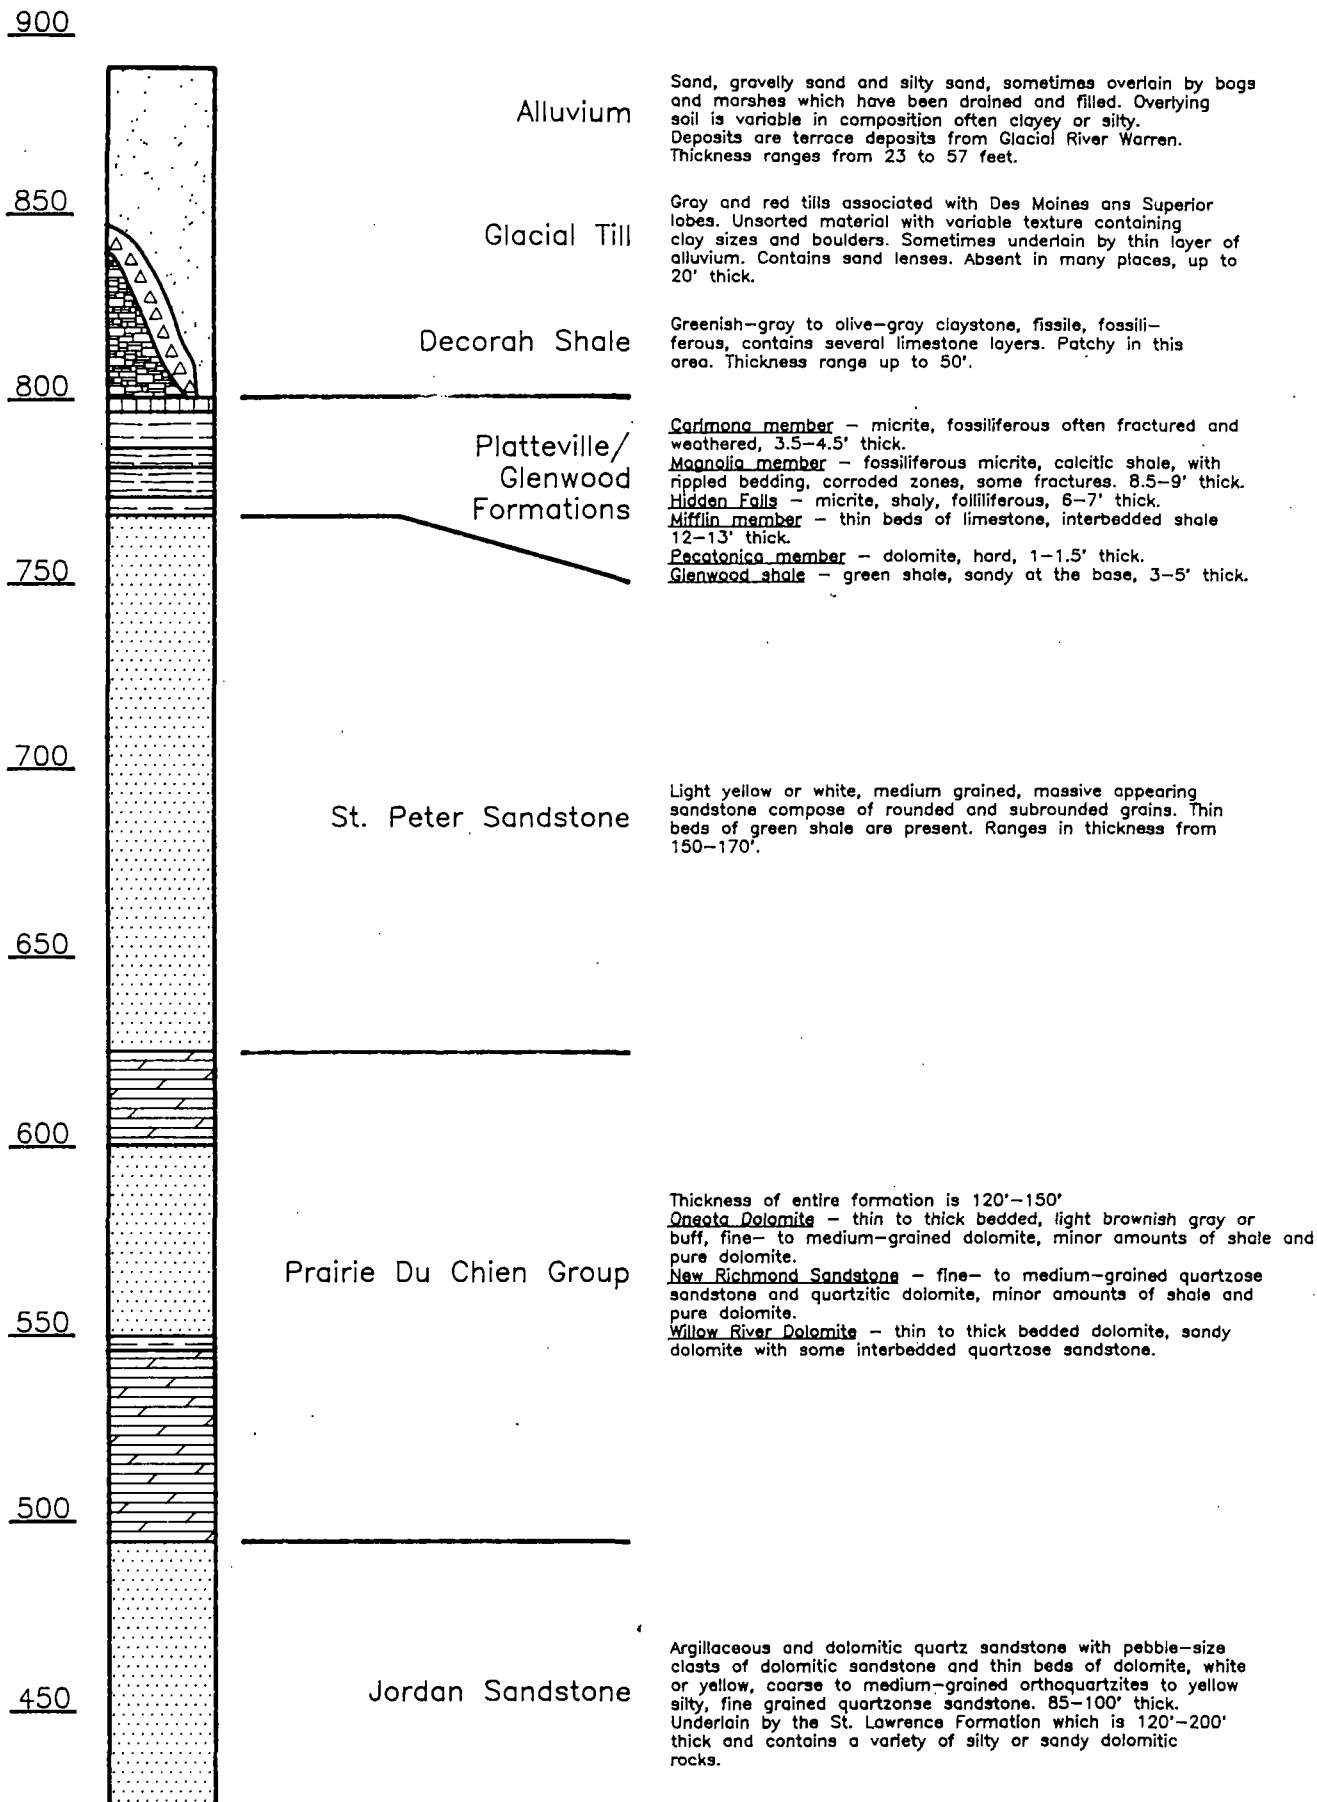 900
Alluvium
Sand, gravelly sand and silty sand, sometimes overlain by bogs
and marshes which have been drained and filled. Overlying
soil is variable in composition often clayey or silty.
Deposits are terrace deposits from Glacial River Warren.
Thickness ranges from 23 to 57 feet.
850
Glacial Till
Gray and red tills associated with Des Moines ans Superior
lobes. Unsorted material with variable texture containing
clay sizes and boulders. Sometimes underlain by thin layer of
alluvium. Contains sand lenses. Absent in many places, up to
20' thick.
Decorah Shale
Greenish-gray to olive-gray claystone, fissile, fossili-
ferous, contains several limestone layers. Patchy in this
area. Thickness range up to 50'.
800
Platteville/
Glenwood
Formations
Carlmona member - micrite, fossiliferous often fractured and
weathered, 3.5-4.5' thick.
Magnolia member - fossiliferous micrite, calcitic shale, with
rippled bedding, corroded zones, some fractures. 8.5-9' thick.
Hidden Falls - micrite, shaly, folliliferous, 6-7' thick.
Mifflin member - thin beds of limestone, interbedded shale
12-13' thick.
Pecatonica member - dolomite, hard, 1-1.5' thick.
Glenwood shale - green shale, sandy at the base, 3-5' thick.
750
700
St. Peter Sandstone
Light yellow or white, medium grained, massive appearing
sandstone compose of rounded and subrounded grains. Thin
beds of green shale are present. Ranges in thickness from
150-170'.
650
600
Prairie Du Chien Group
Thickness of entire formation is 120'-150'
Oneota Dolomite - thin to thick bedded, light brownish gray or
buff, fine- to medium-grained dolomite, minor amounts of shale and
pure dolomite.
New Richmond Sandstone - fine- to medium-grained quartzose
sandstone and quartzitic dolomite, minor amounts of shale and
pure dolomite.
Willow River Dolomite - thin to thick bedded dolomite, sandy
dolomite with some interbedded quartzose sandstone.
550
500
Jordan Sandstone
Argillaceous and dolomitic quartz sandstone with pebble-size
clasts of dolomitic sandstone and thin beds of dolomite, white
or yellow, coarse to medium-grained orthoquartzites to yellow
silty, fine grained quartzonse sandstone. 85-100' thick.
Underlain by the St. Lawrence Formation which is 120'-200'
thick and contains a variety of silty or sandy dolomitic
rocks.
450